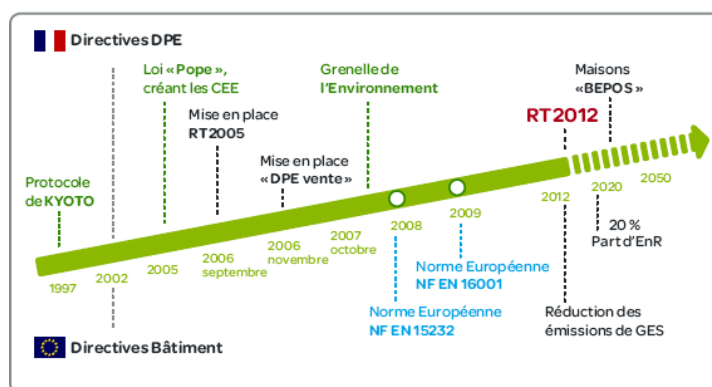 Directives DPE
Loi « Pope »,
créant les CEE
Grenelle de
l'Environnement
Maisons
« BEPOS »
Mise en place
RT2005
RT2012
Mise en place
« DPE vente »
Protocole
de KYOTO
1997
2002
2005
2006
septembre
2006
novembre
2007
octobre
2008
2009
2012
2020
2050
20 %
Part d'EnR
Norme Européenne
NF EN 16001
Norme Européenne
NF EN 15232
Réduction des
émissions de GES
Directives Bâtiment